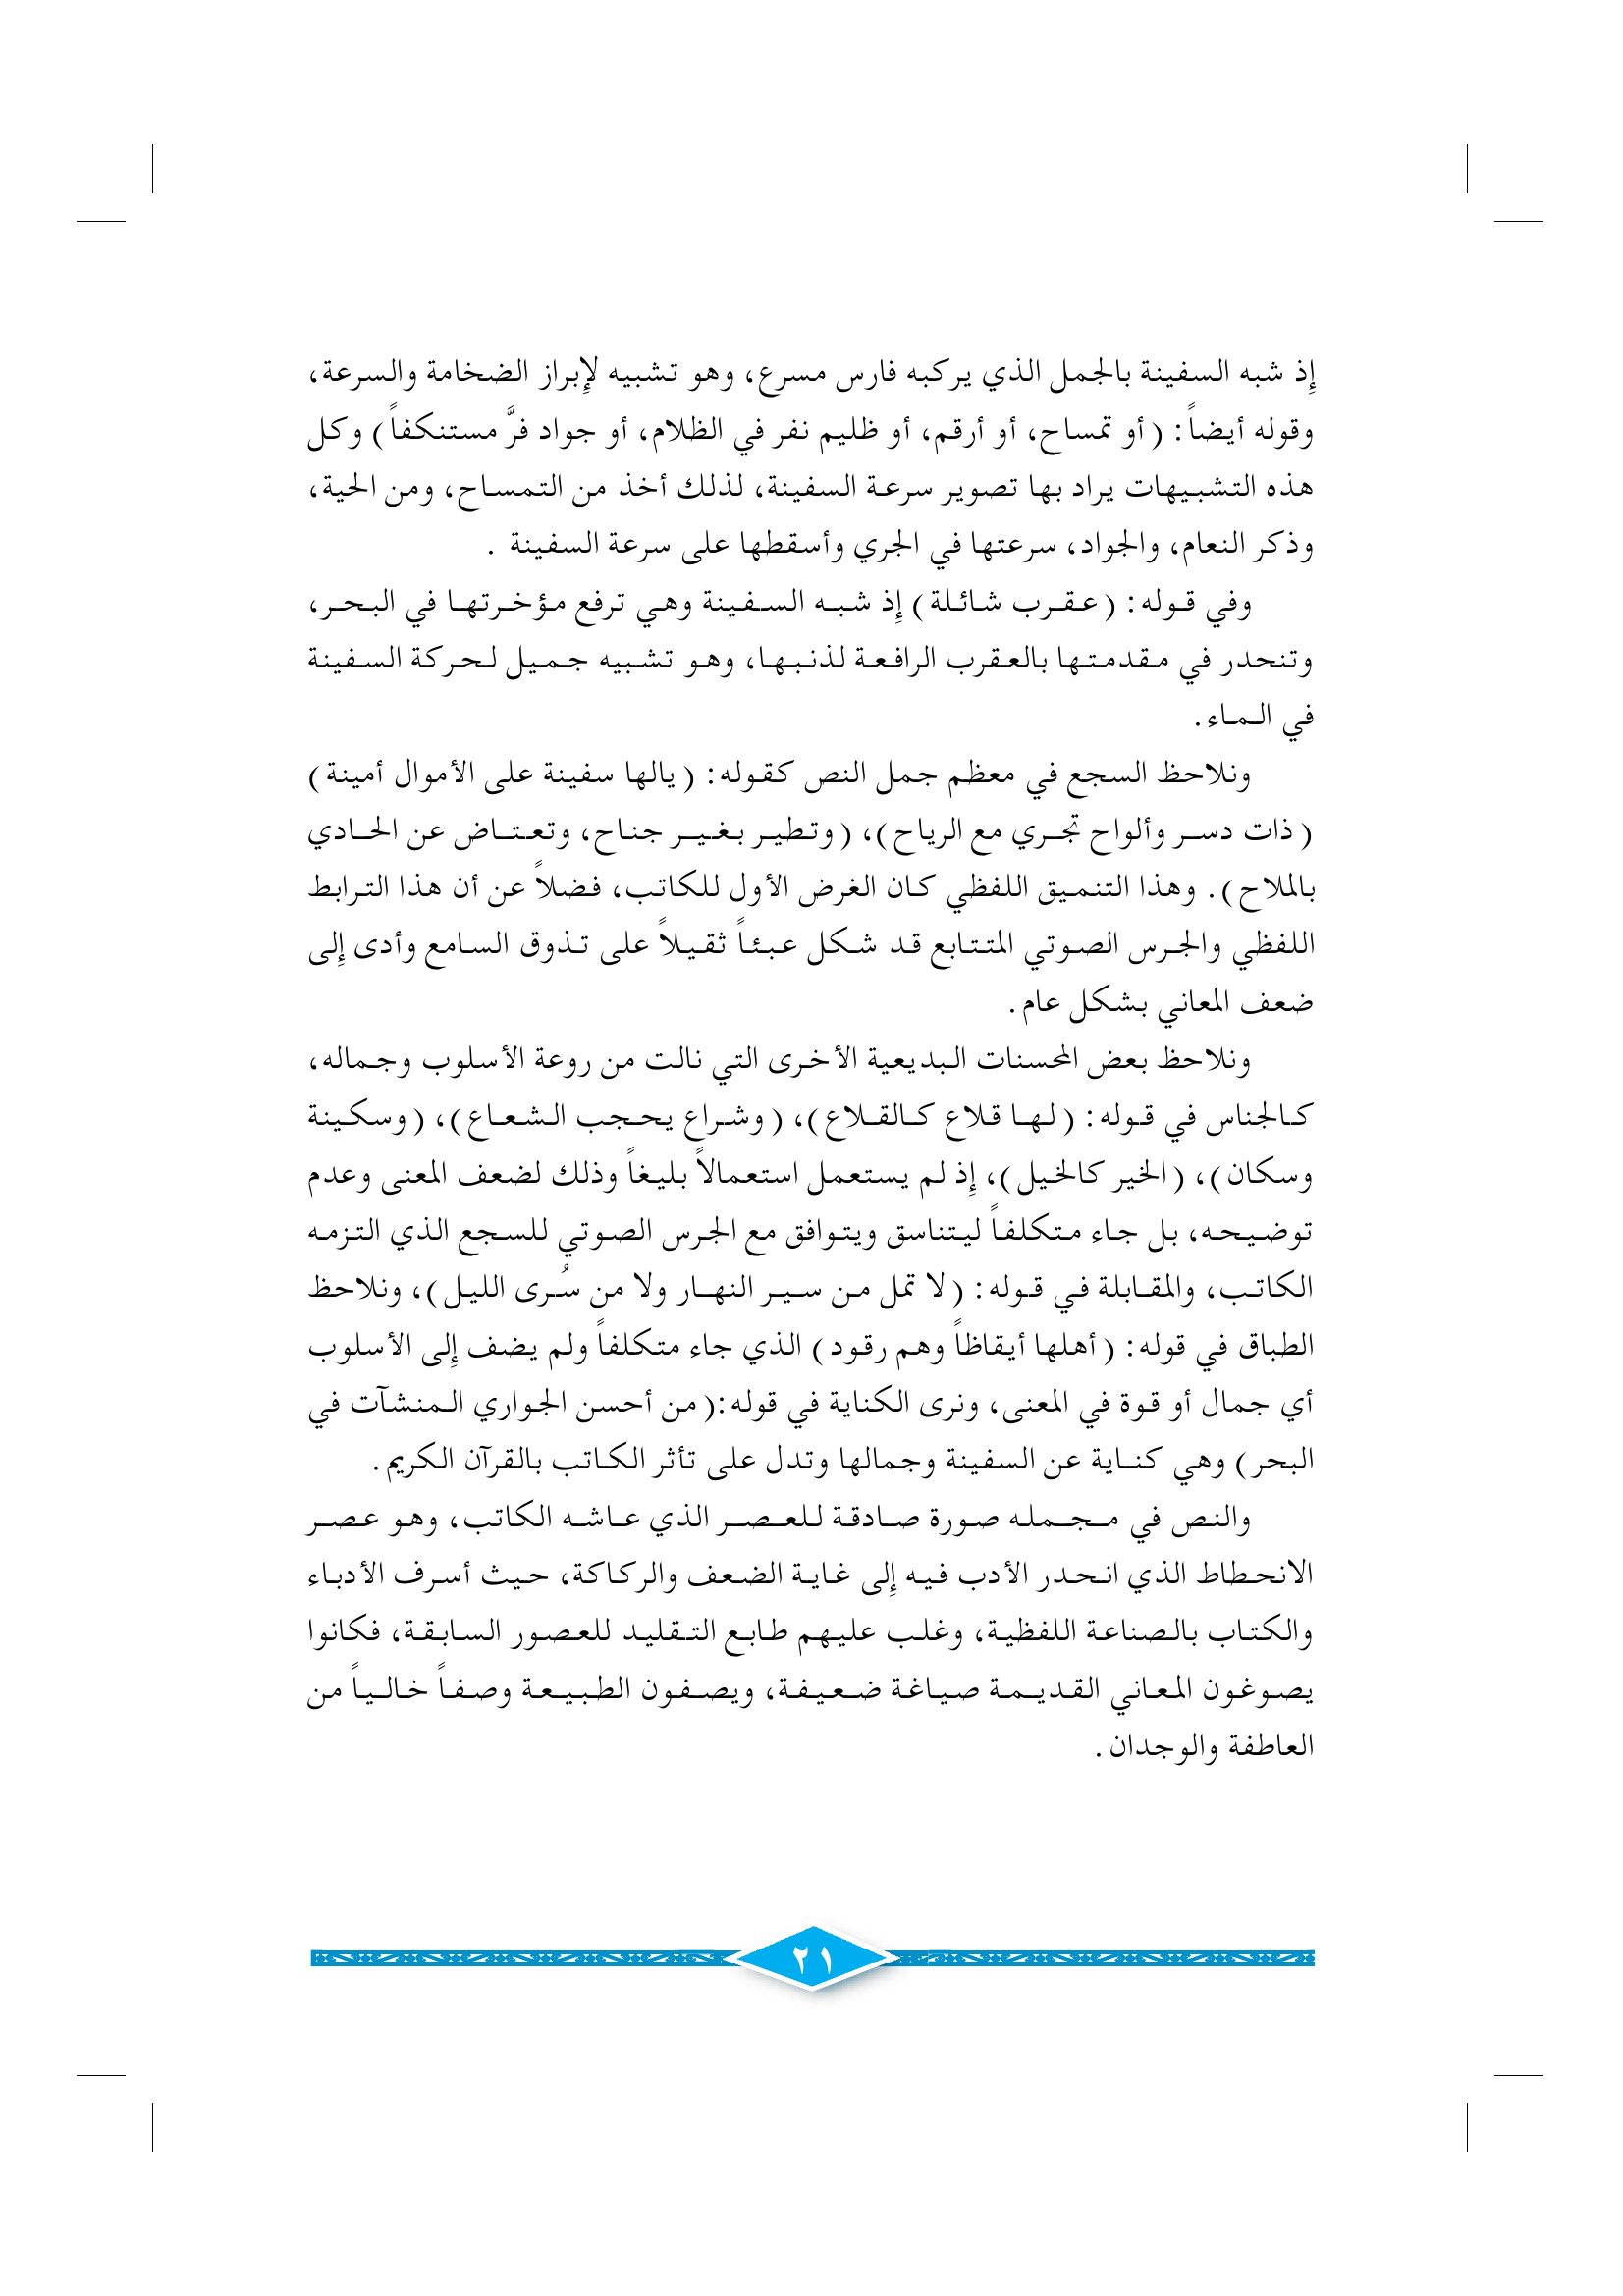 إِذ شبه السفينة بالجمل الذي يركبه فارس مسرع، وهو تشبيه لإِبراز الضخامة والسرعة،
وقوله أيضاً: (أو تمساح، أو أرقم، أو ظليم نفر في الظلام، أو جواد فرَّ مستنكفاً) وكل
هذه التشبيهات يراد بها تصوير سرعة السفينة، لذلك أخذ من التمساح، ومن الحية،
وذكر النعام، والجواد، سرعتها في الجري وأسقطها على سرعة السفينة .
وفي قوله: (عقرب شائلة) إِذ شبه السفينة وهي ترفع مؤخرتها في البحر،
وتنحدر في مقدمتها بالعقرب الرافعة لذنبها، وهو تشبيه جميل لحركة السفينة
في الماء.
ونلاحظ السجع في معظم جمل النص كقوله: (يالها سفينة على الأموال أمينة)
(ذات دسر وألواح تجري مع الرياح)، (وتطير بغير جناح، وتعتاض عن الحادي
بالملاح). وهذا التنميق اللفظي كان الغرض الأول للكاتب، فضلاً عن أن هذا الترابط
اللفظي والجرس الصوتي المتتابع قد شكل عبئاً ثقيلاً على تذوق السامع وأدى إِلى
ضعف المعاني بشكل عام.
ونلاحظ بعض المحسنات البديعية الأخرى التي نالت من روعة الأسلوب وجماله،
كالجناس في قوله: (لها قلاع كالقلاع)، (وشراع يحجب الشعاع)، (وسكينة
وسكان)، (الخير كالخيل)، إِذ لم يستعمل استعمالاً بليغاً وذلك لضعف المعنى وعدم
توضيحه، بل جاء متكلفاً ليتناسق ويتوافق مع الجرس الصوتي للسجع الذي التزمه
الكاتب، والمقابلة في قوله: (لا تمل من سير النهار ولا من سُرى الليل)، ونلاحظ
الطباق في قوله: (أهلها أيقاظاً وهم رقود) الذي جاء متكلفاً ولم يضف إِلى الأسلوب
أي جمال أو قوة في المعنى، ونرى الكناية في قوله:(من أحسن الجواري المنشآت في
البحر) وهي كناية عن السفينة وجمالها وتدل على تأثر الكاتب بالقرآن الكريم.
والنص في مجمله صورة صادقة للعصر الذي عاشه الكاتب، وهو عصر
الانحطاط الذي انحدر الأدب فيه إِلى غاية الضعف والركاكة، حيث أسرف الأدباء
والكتاب بالصناعة اللفظية، وغلب عليهم طابع التقليد للعصور السابقة، فكانوا
يصوغون المعاني القديمة صياغة ضعيفة، ويصفون الطبيعة وصفاً خالياً من
العاطفة والوجدان.
٢١